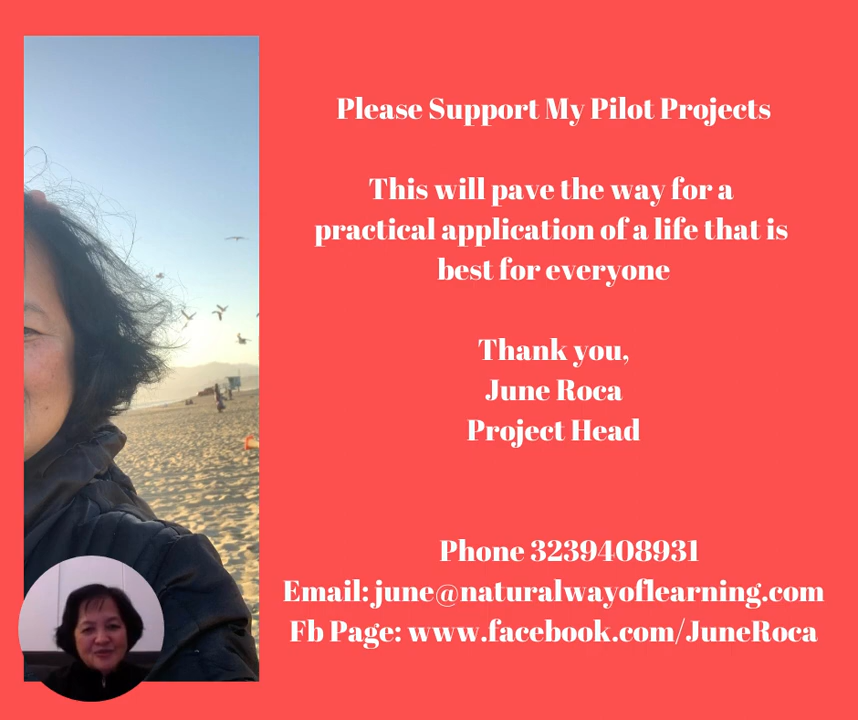 Please Support My Pilot Projects
This will pave the way for a
practical application of a life that is
best for everyone
Thank you,
June Roca
Project Head
Phone 3239408931
Email: june@naturalwayoflearning.com
Fb Page: www.facebook.com/JuneRoca